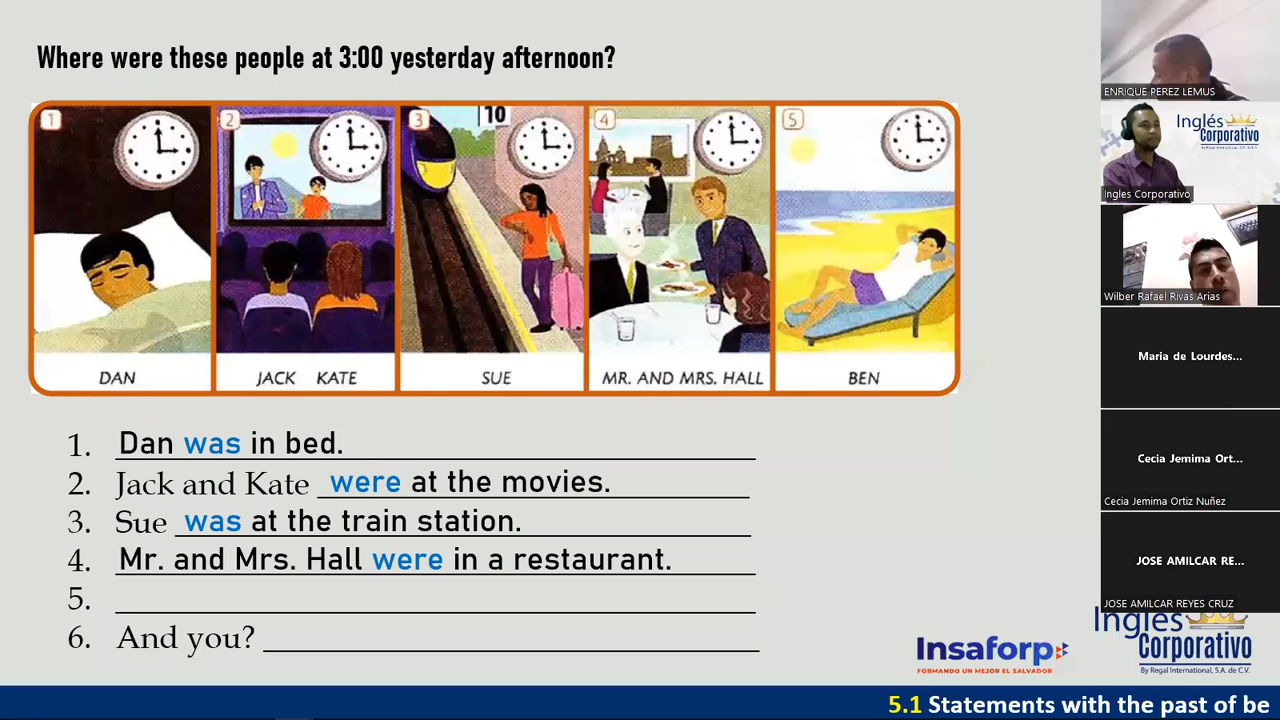 Where were these people at 3:00 yesterday afternoon?
1
2
3
10
4
5
DAN
JACK KATE
SUE
MR. AND MRS. HALL
BEN
1. Dan was in bed.
2. Jack and Kate were at the movies.
3. Sue was at the train station.
4. Mr. and Mrs. Hall were in a restaurant.
5.
6. And you?
Insaforp
FORMANDO UN MEJOR EL SALVADOR
Inglés
Corporativo
By Regal International, S.A. de C.V.
5.1 Statements with the past of be
ENRIQUE PEREZ LEMUS
Inglés
Corporativo
Ingles Corporativo
Wilber Rafael Rivas Arias
Maria de Lourdes...
Cecia Jemima Ort...
Cecia Jemima Ortiz Nuñez
JOSE AMILCAR RE...
JOSE AMILCAR REYES CRUZ